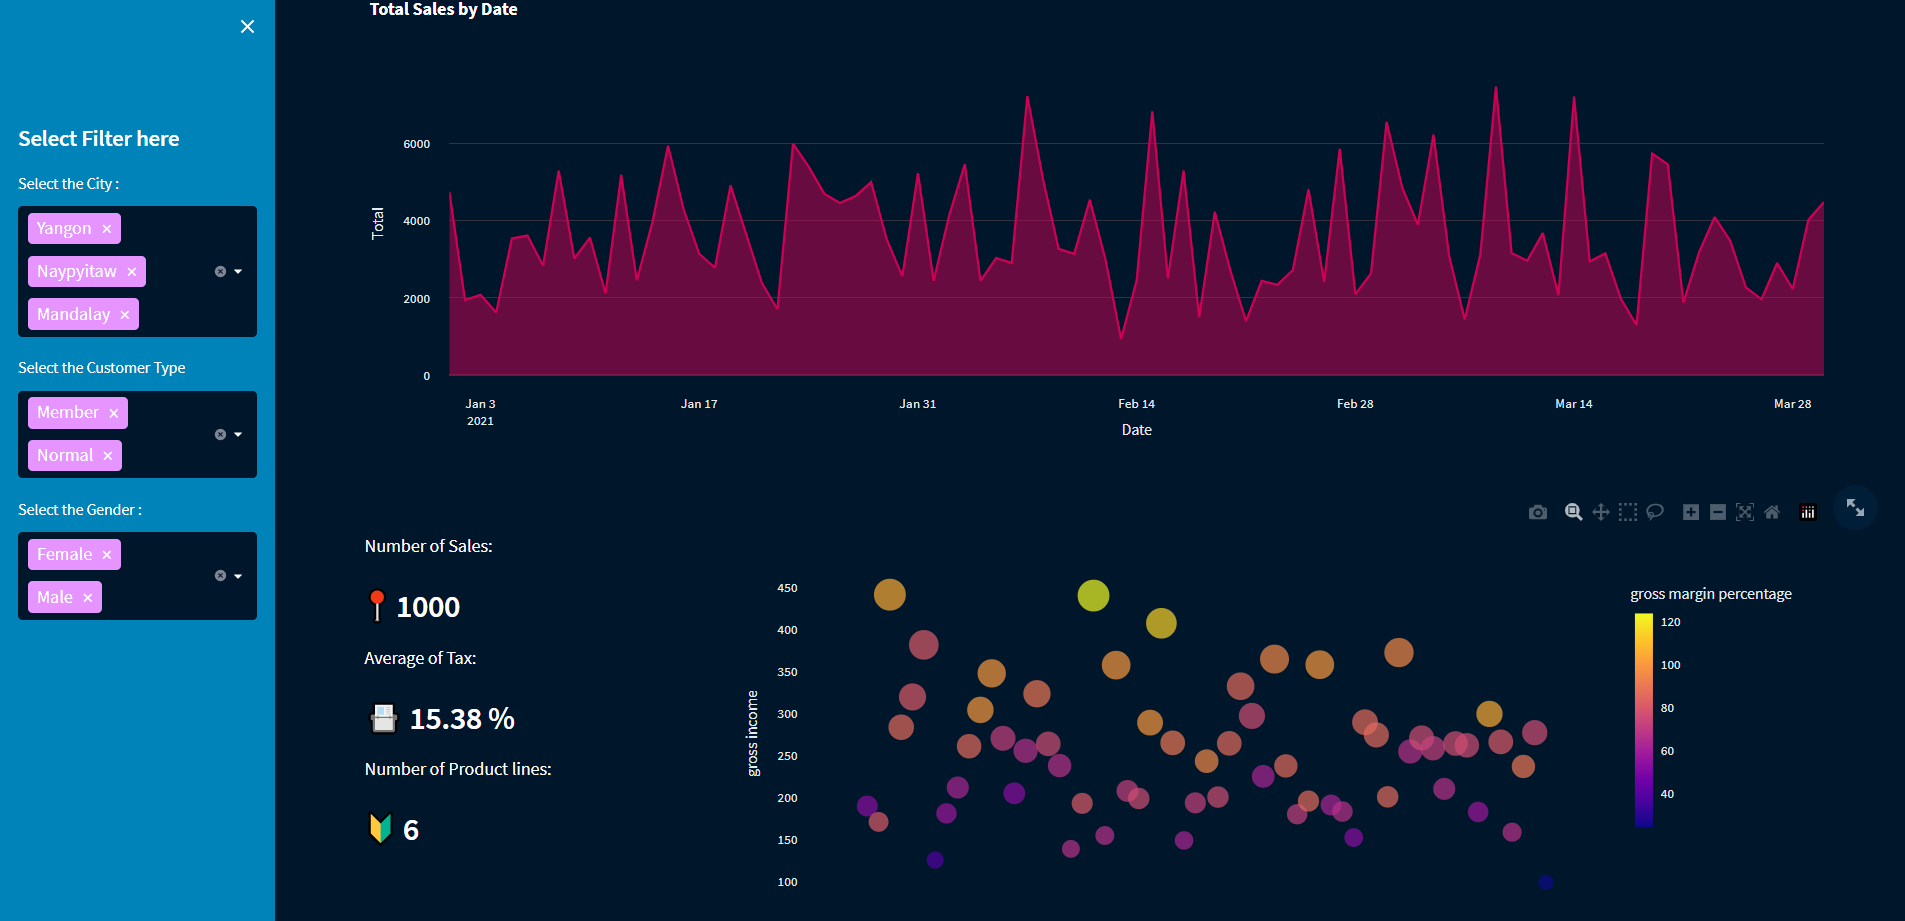 Total Sales by Date
Select Filter here
Select the City :
Yangon
Naypyitaw
Mandalay
Select the Customer Type
Member
Normal
Select the Gender :
Female
Male
Total
6000
4000
2000
0
Jan 3
2021
Jan 17
Jan 31
Feb 14
Feb 28
Mar 14
Mar 28
Date
Number of Sales:
1000
Average of Tax:
15.38 %
Number of Product lines:
6
gross income
450
400
350
300
250
200
150
100
gross margin percentage
120
100
80
60
40